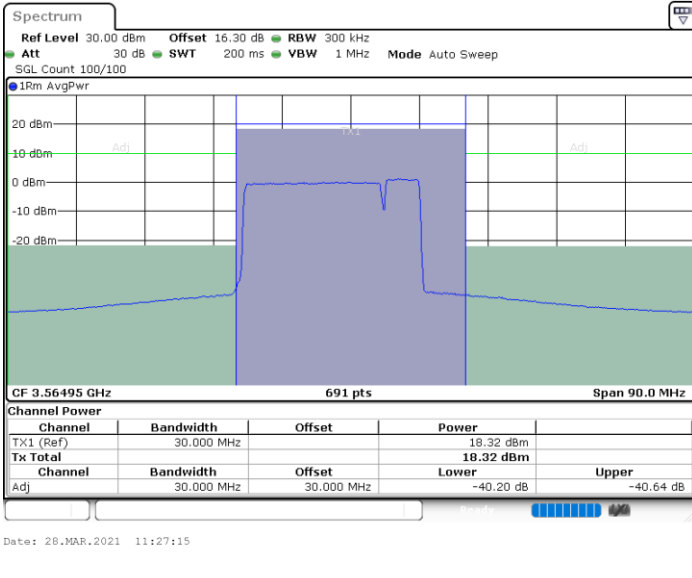 Spectrum
Ref Level 30.00 dBm Offset 16.30 dB RBW 300 kHz
Att 30 dB SWT 200 ms VBW 1 MHz Mode Auto Sweep
SGL Count 100/100
1Rm AvgPwr
20 dBm
TX1
Adj
Adj
10 dBm
0 dBm
-10 dBm
-20 dBm
CF 3.56495 GHz 691 pts Span 90.0 MHz
Channel Power
Channel Bandwidth Offset Power
TX1 (Ref) 30.000 MHz 18.32 dBm
Tx Total 18.32 dBm
Channel Bandwidth Offset Lower Upper
Adj 30.000 MHz 30.000 MHz -40.20 dB -40.64 dB
Ready
Date: 28.MAR.2021 11:27:15